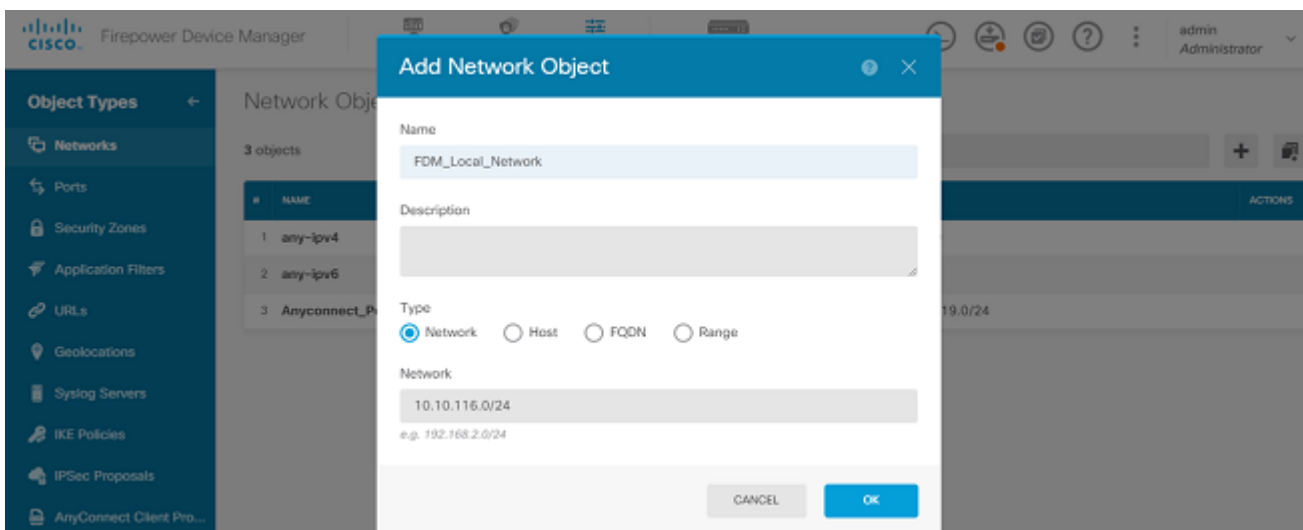 CISCO. Firepower Device Manager
admin
Administrator
Add Network Object
Object Types
Network Obje
Name
Networks
3 objects
FDM_Local_Network
Ports
# NAME
ACTIONS
Description
Security Zones
1 any-ipv4
Application Filters
2 any-ipv6
URLs
3 Anyconnect_P
19.0/24
Type
Network Host FQDN Range
Geolocations
Network
Syslog Servers
10.10.116.0/24
IKE Policies
e.g. 192.168.2.0/24
IPSec Proposals
CANCEL OK
AnyConnect Client Pro...